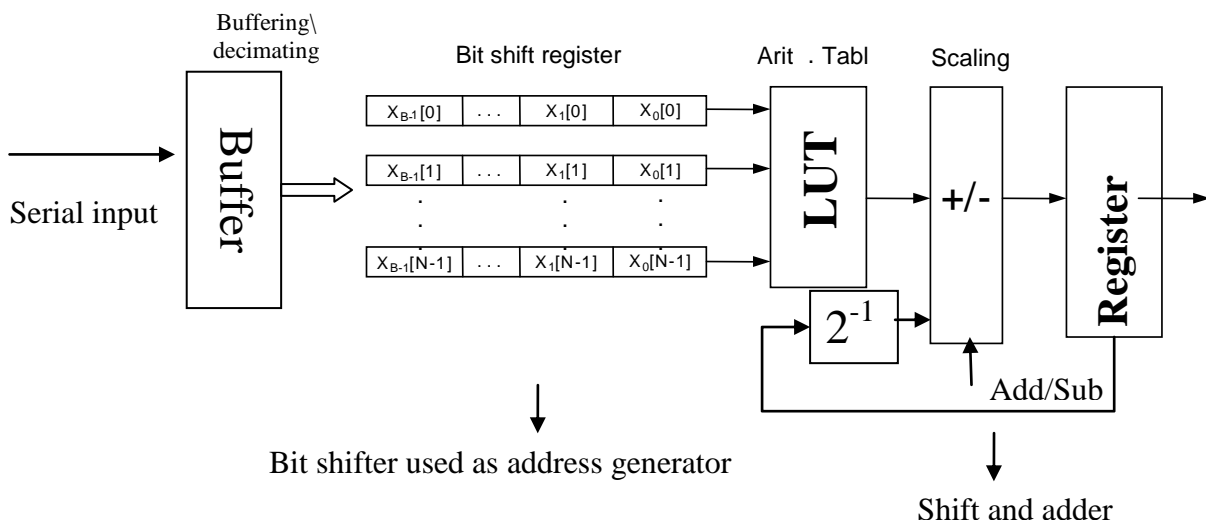 Buffering\
decimating
Bit shift register
Arit . Tabl
Scaling
Serial input
Buffer
X_{B-1}[0] ... X_1[0] X_0[0]
X_{B-1}[1] ... X_1[1] X_0[1]
. . .
. . .
. . .
X_{B-1}[N-1] ... X_1[N-1] X_0[N-1]
LUT
+/-
Register
2^{-1}
Add/Sub
Bit shifter used as address generator
Shift and adder